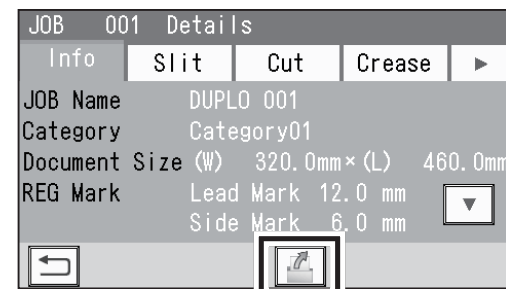 JOB 001 Details
Info Slit Cut Crease ►
JOB Name DUPLO 001
Category Category01
Document Size (W) 320.0mm×(L) 460.0mm
REG Mark Lead Mark 12.0 mm
▼
Side Mark 6.0 mm